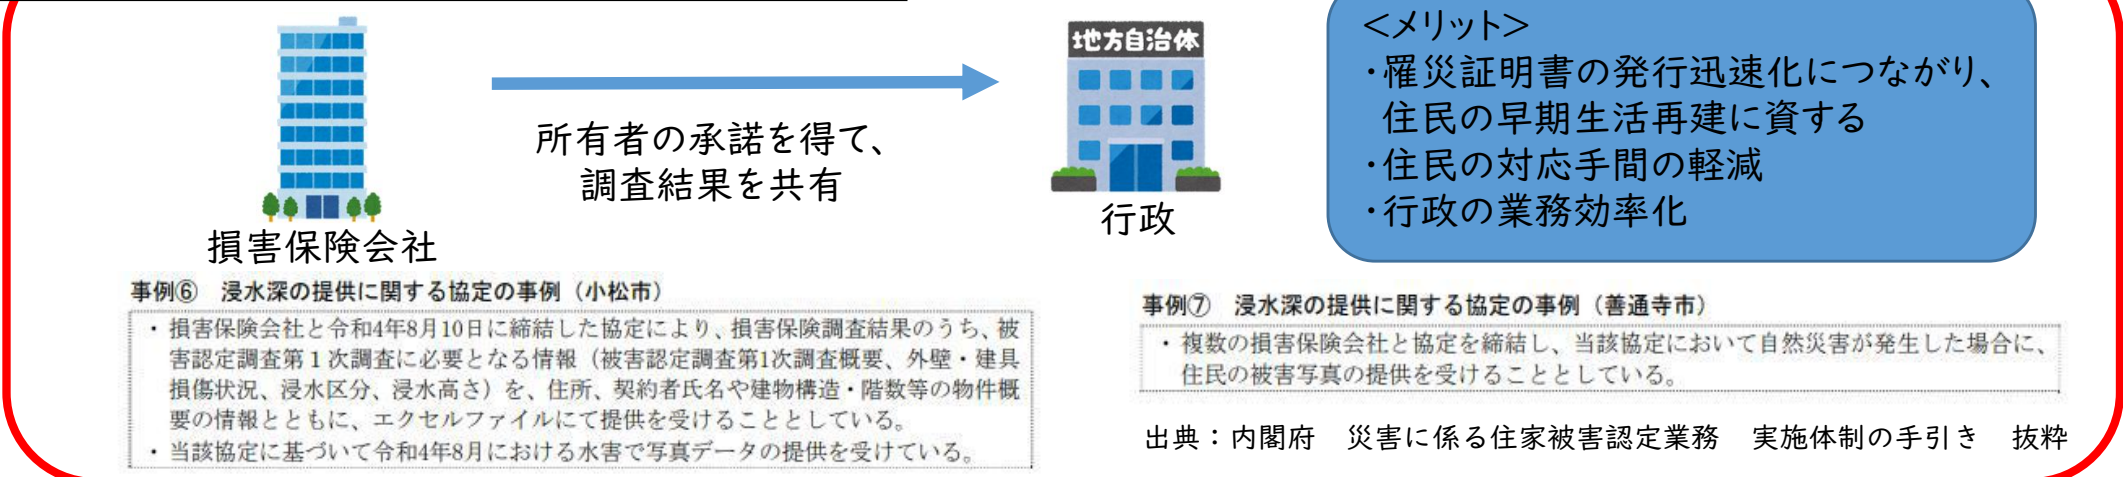 地方自治体
所有者の承諾を得て、
調査結果を共有
損害保険会社
行政
＜メリット＞
・罹災証明書の発行迅速化につながり、
住民の早期生活再建に資する
・住民の対応手間の軽減
・行政の業務効率化
事例⑥　浸水深の提供に関する協定の事例（小松市）
・損害保険会社と令和4年8月10日に締結した協定により、損害保険調査結果のうち、被
害認定調査第１次調査に必要となる情報（被害認定調査第1次調査概要、外壁・建具
損傷状況、浸水区分、浸水高さ）を、住所、契約者氏名や建物構造・階数等の物件概
要の情報とともに、エクセルファイルにて提供を受けることとしている。
・当該協定に基づいて令和4年8月における水害で写真データの提供を受けている。
事例⑦　浸水深の提供に関する協定の事例（善通寺市）
・複数の損害保険会社と協定を締結し、当該協定において自然災害が発生した場合に、
住民の被害写真の提供を受けることとしている。
出典：内閣府　災害に係る住家被害認定業務　実施体制の手引き　抜粋